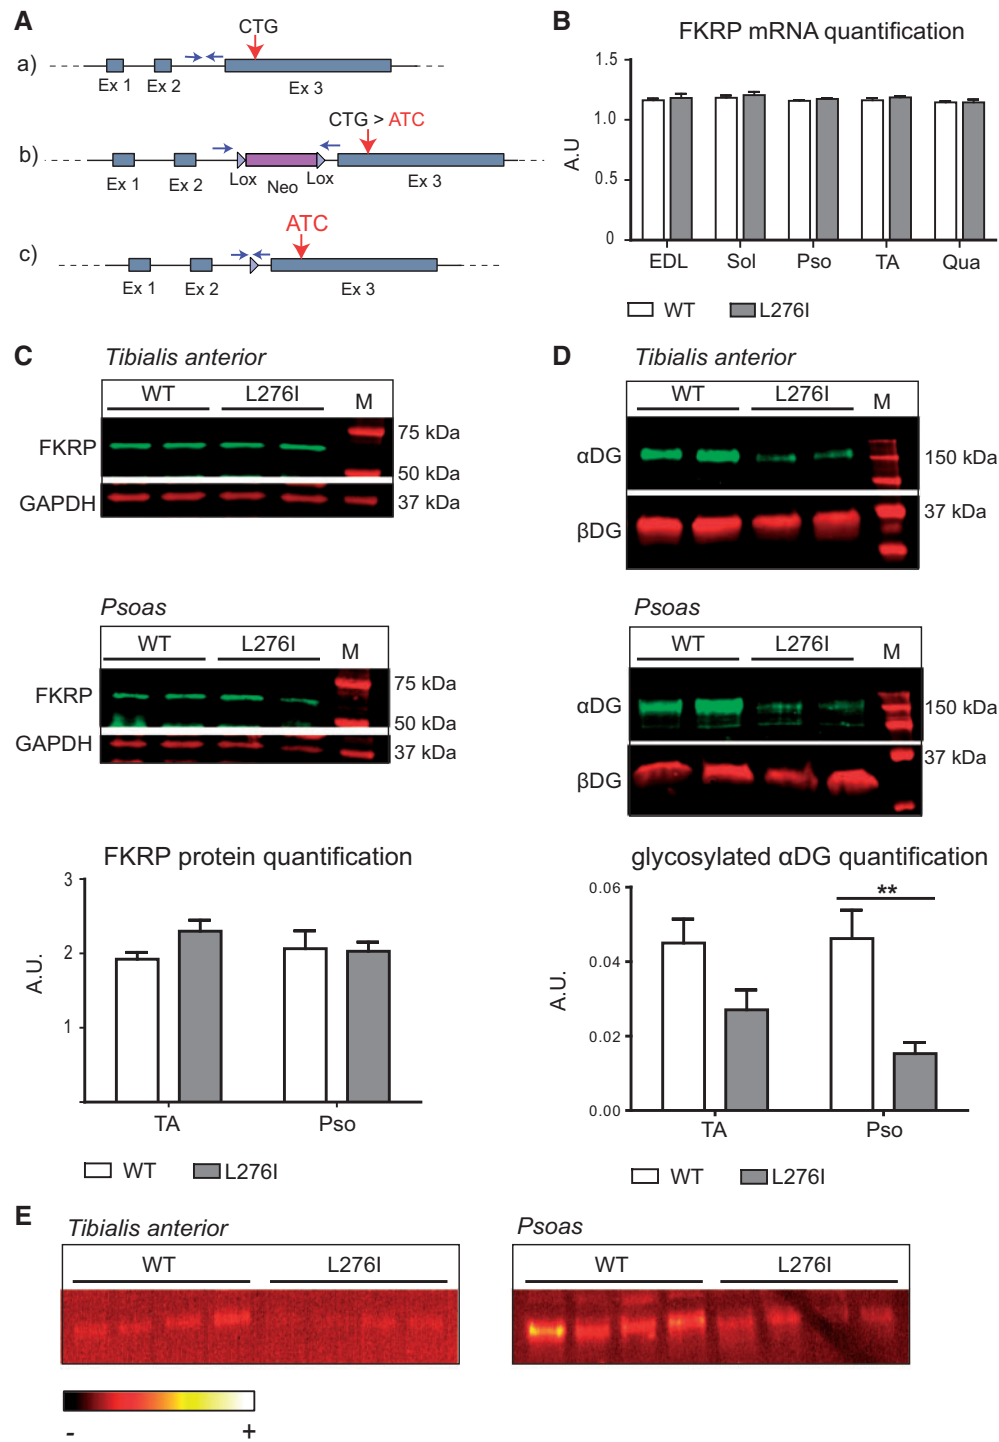 A
CTG
a)
Ex 1 Ex 2 Ex 3
CTG > ATC
b)
Ex 1 Ex 2 Lox Neo Lox Ex 3
ATC
c)
Ex 1 Ex 2 Ex 3
B
FKRP mRNA quantification
1.5
1.0
0.5
0
A.U
EDL Sol Pso TA Qua
WT L276I
C
Tibialis anterior
WT L276I M
FKRP
75 kDa
50 kDa
GAPDH
37 kDa
Psoas
WT L276I M
FKRP
75 kDa
50 kDa
GAPDH
37 kDa
FKRP protein quantification
3
2
1
A.U.
TA Pso
WT L276I
D
Tibialis anterior
WT L276I M
αDG
150 kDa
βDG
37 kDa
Psoas
WT L276I M
αDG
150 kDa
βDG
37 kDa
glycosylated αDG quantification
0.06
0.04
0.02
0.00
A.U.
**
TA Pso
WT L276I
E
Tibialis anterior
WT L276I
Psoas
WT L276I
- +